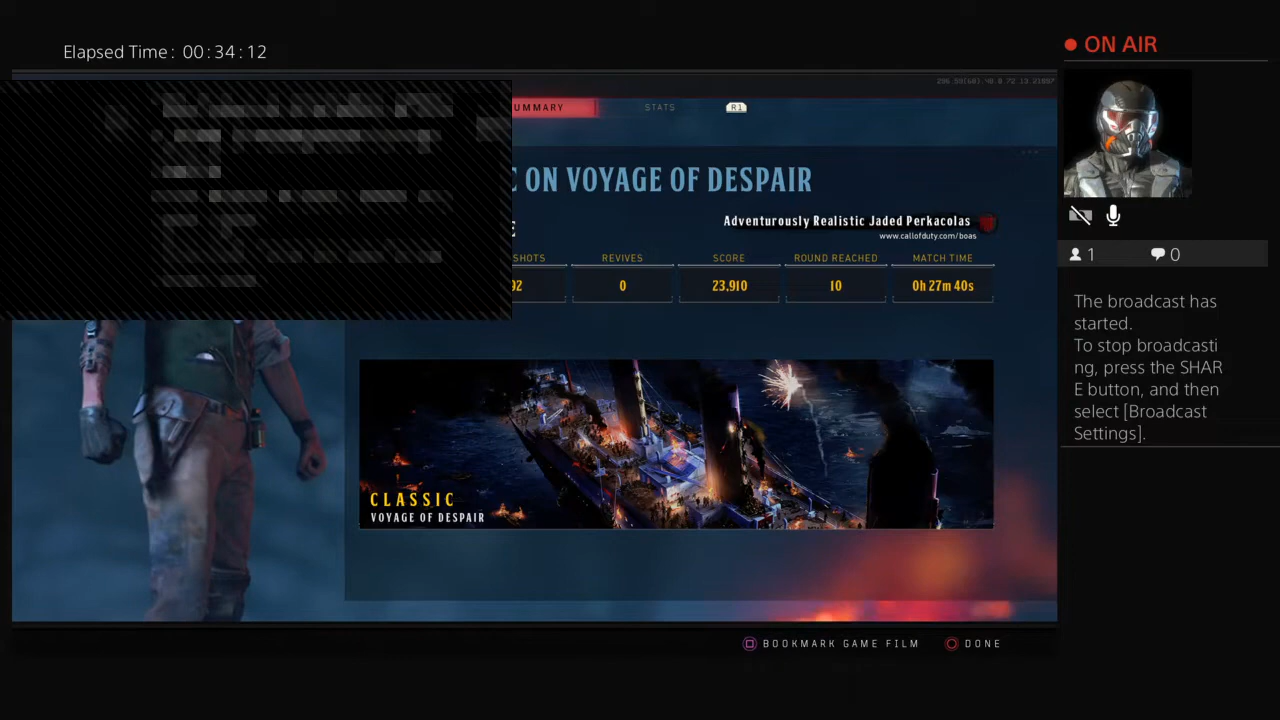 Elapsed Time: 00:34:12
ON AIR
UMMARY
STATS
R1
C ON VOYAGE OF DESPAIR
Adventurously Realistic Jaded Perkacolas
www.callofduty.com/boas
SHOTS
REVIVES
SCORE
ROUND REACHED
MATCH TIME
92
0
23,910
10
0h 27m 40s
1
0
The broadcast has
started.
To stop broadcasti
ng, press the SHAR
E button, and then
select [Broadcast
Settings].
CLASSIC
VOYAGE OF DESPAIR
BOOKMARK GAME FILM
DONE